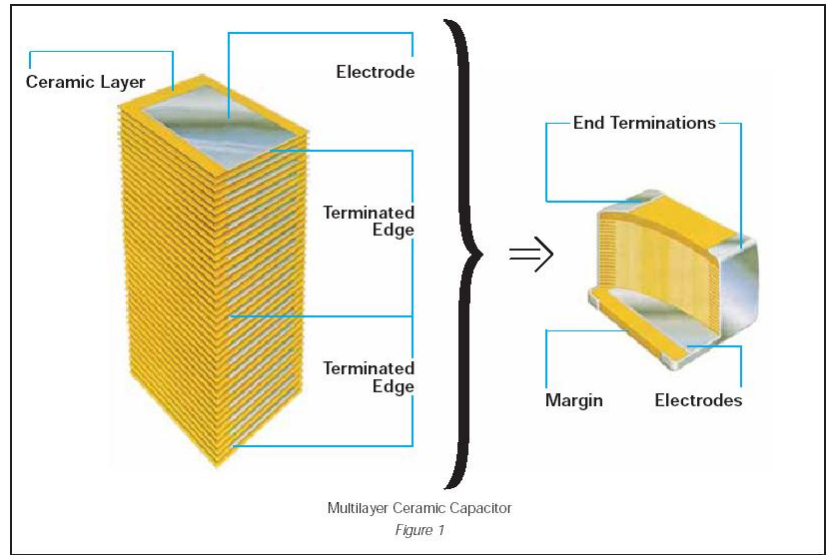 Ceramic Layer
Electrode
Terminated
Edge
Terminated
Edge
End Terminations
Margin
Electrodes
Multilayer Ceramic Capacitor
Figure 1